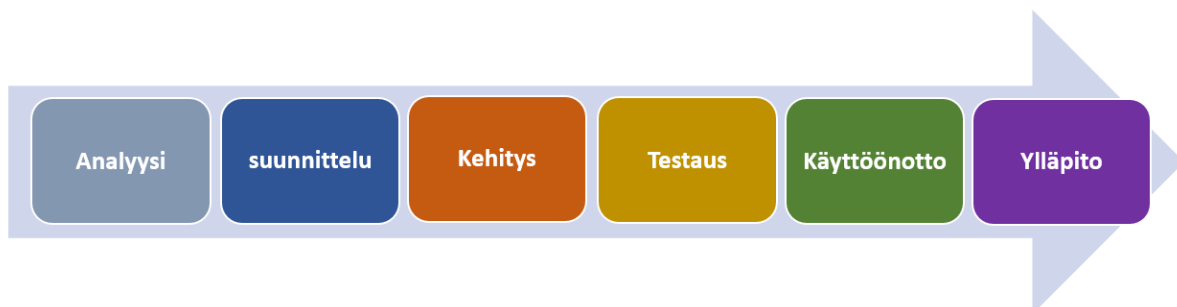 Analyysi
suunnittelu
Kehitys
Testaus
Käyttöönotto
Ylläpito